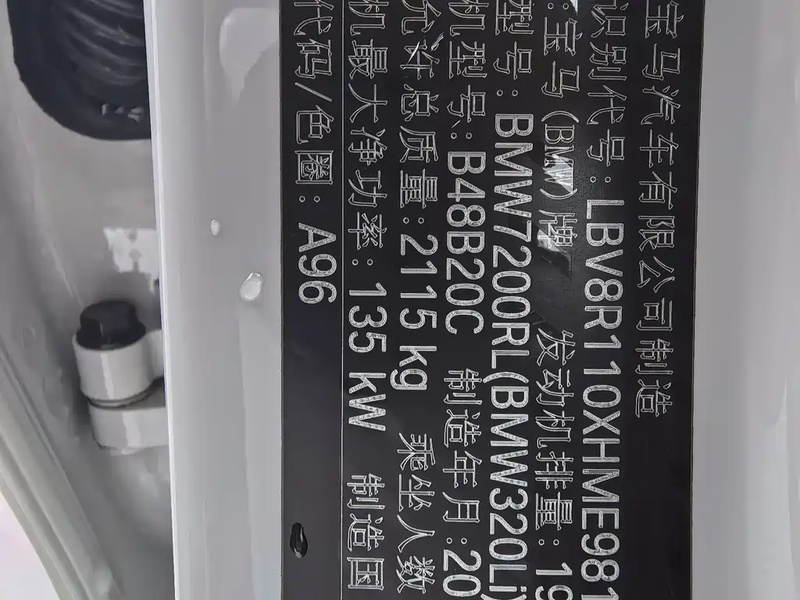 宝马汽车有限公司制造
识别代号:LBV8R110XHME981
:宝马(BMW)牌 发动机排量:19
型号:BMW7200RL(BMW320Li)
机型号:B48B20C 制造年月:20
允许总质量:2115 kg 乘坐人数
机最大净功率:135 kW 制造国
代码/色圈:A96